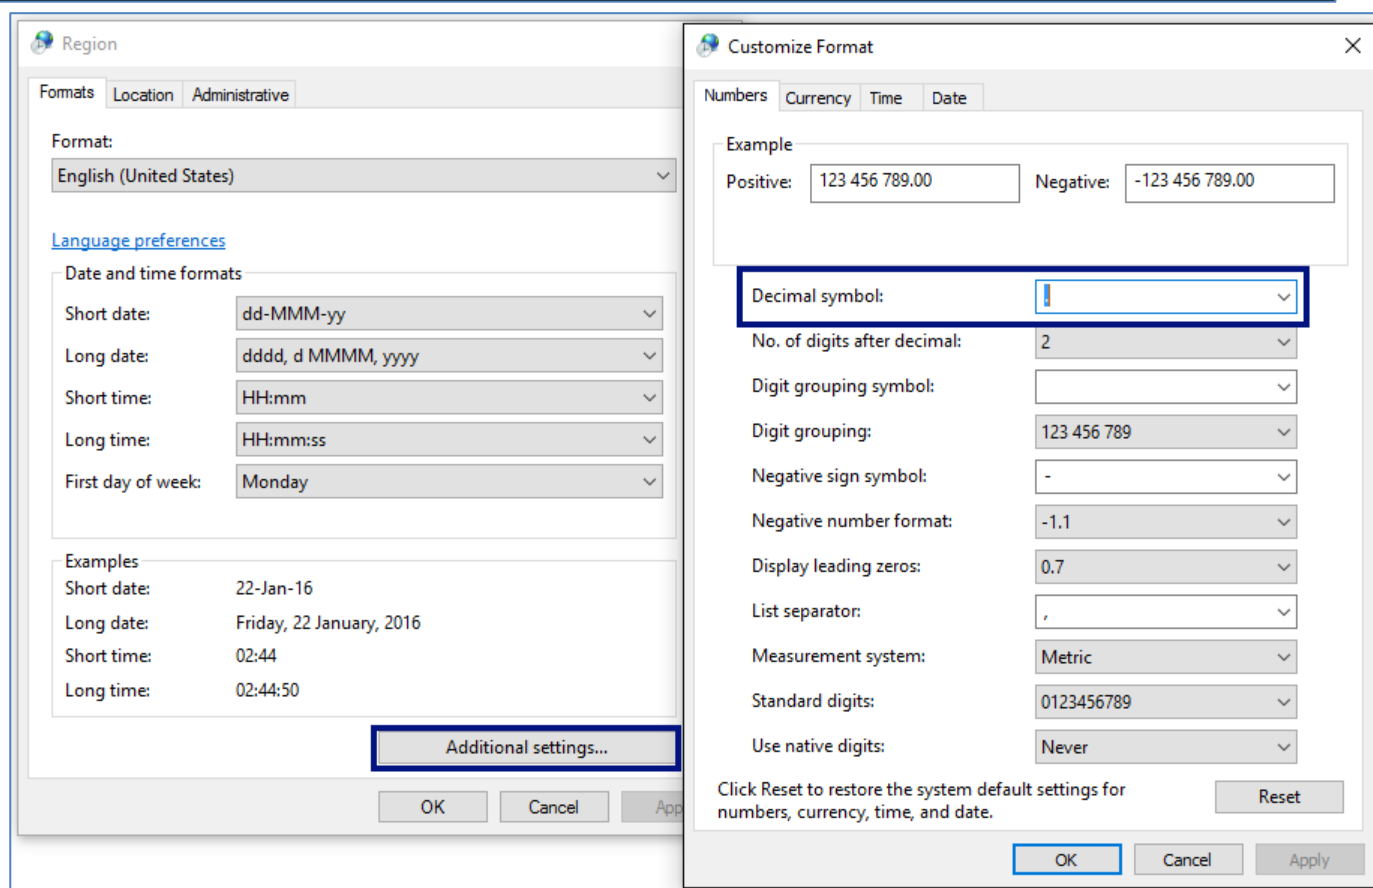 Region
Formats Location Administrative
Format:
English (United States)
Language preferences
Date and time formats
Short date: dd-MMM-yy
Long date: dddd, d MMMM, yyyy
Short time: HH:mm
Long time: HH:mm:ss
First day of week: Monday
Examples
Short date: 22-Jan-16
Long date: Friday, 22 January, 2016
Short time: 02:44
Long time: 02:44:50
Additional settings...
OK Cancel App
Customize Format
Numbers Currency Time Date
Example
Positive: 123 456 789.00 Negative: -123 456 789.00
Decimal symbol: .
No. of digits after decimal: 2
Digit grouping symbol:
Digit grouping: 123 456 789
Negative sign symbol: -
Negative number format: -1.1
Display leading zeros: 0.7
List separator: ,
Measurement system: Metric
Standard digits: 0123456789
Use native digits: Never
Click Reset to restore the system default settings for
numbers, currency, time, and date.
Reset
OK Cancel Apply